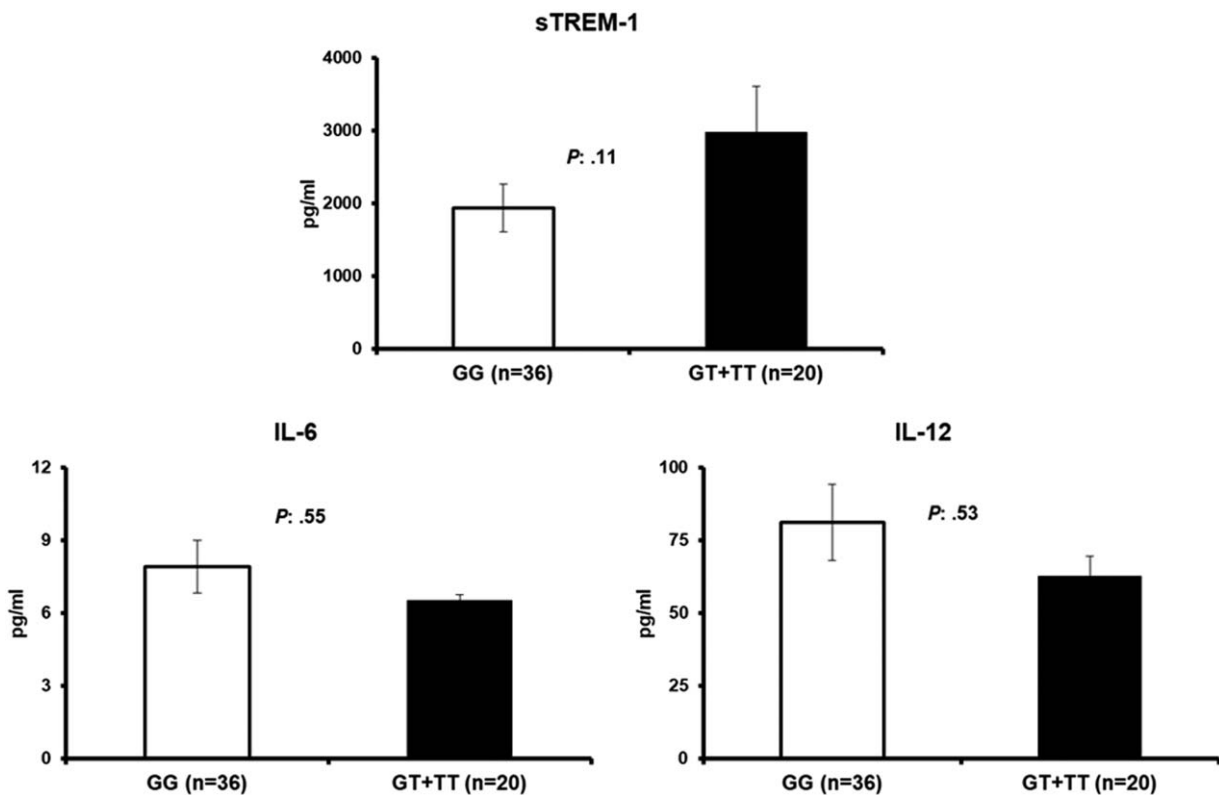 sTREM-1
4000
3000
2000
1000
0
pg/ml
P: .11
GG (n=36) GT+TT (n=20)
IL-6
12
9
6
3
0
pg/ml
P: .55
GG (n=36) GT+TT (n=20)
IL-12
100
75
50
25
0
pg/ml
P: .53
GG (n=36) GT+TT (n=20)